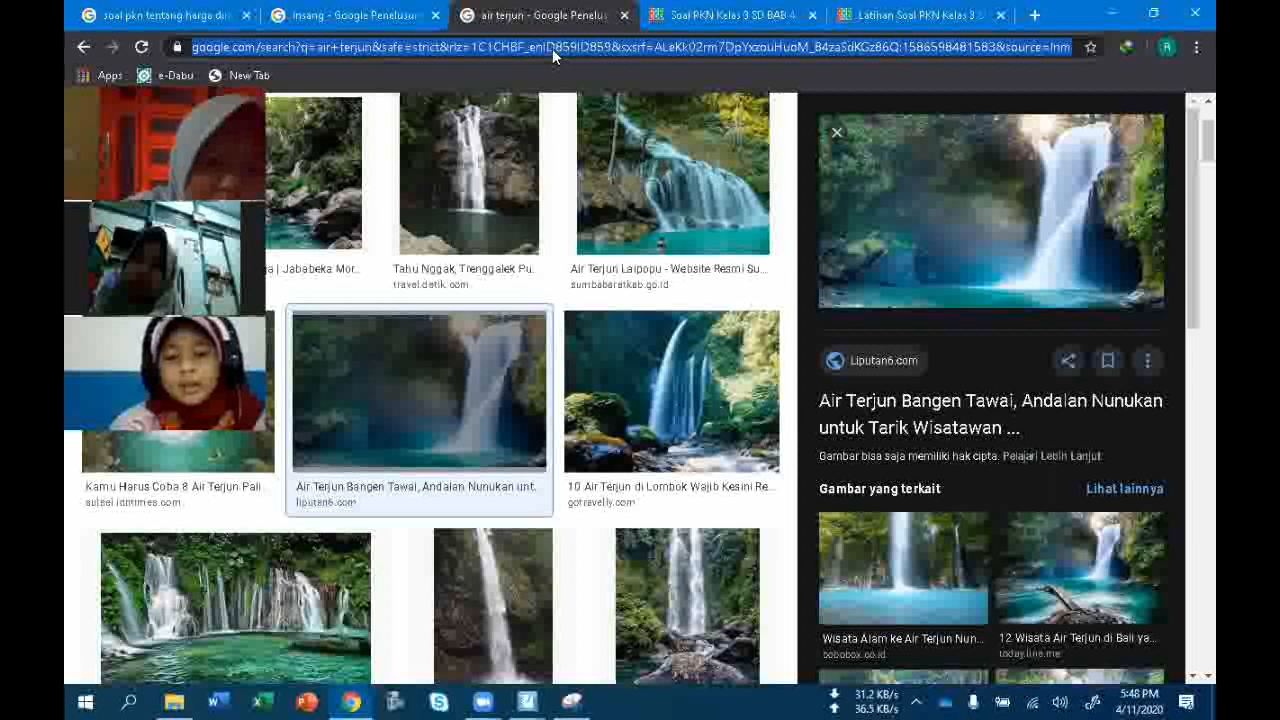 soal pkn tentang harga diri
insang - Google Penelusur
air terjun - Google Penelus
Soal PKN Kelas 3 SD BAB 4
Latihan Soal PKN Kelas 3
google.com/search?q=air+terjun&safe=strict&rlz=1C1CHBF_enID859ID859&sxsrf=
Apps
e-Dabu
New Tab
a | Jababeka Mor...
Tahu Nggak, Trenggalek Pu...
travel.detik.com
Air Terjun Laipopu - Website Resmi Su...
sumbabaratkab.go.id
Liputan6.com
Air Terjun Bangen Tawai, Andalan Nunukan
untuk Tarik Wisatawan ...
Gambar bisa saja memiliki hak cipta. Pelajari Lebih Lanjut
Gambar yang terkait
Lihat lainnya
Kamu Harus Coba 8 Air Terjun Pali...
sulsel.idntimes.com
Air Terjun Bangen Tawai, Andalan Nunukan unt...
liputan6.com
10 Air Terjun di Lombok Wajib Kesini Re...
gotravelly.com
Wisata Alam ke Air Terjun Nun...
bobobox.co.id
12 Wisata Air Terjun di Bali ya...
today.line.me
31.2 KB/s
36.5 KB/s
5:48 PM
4/11/2020